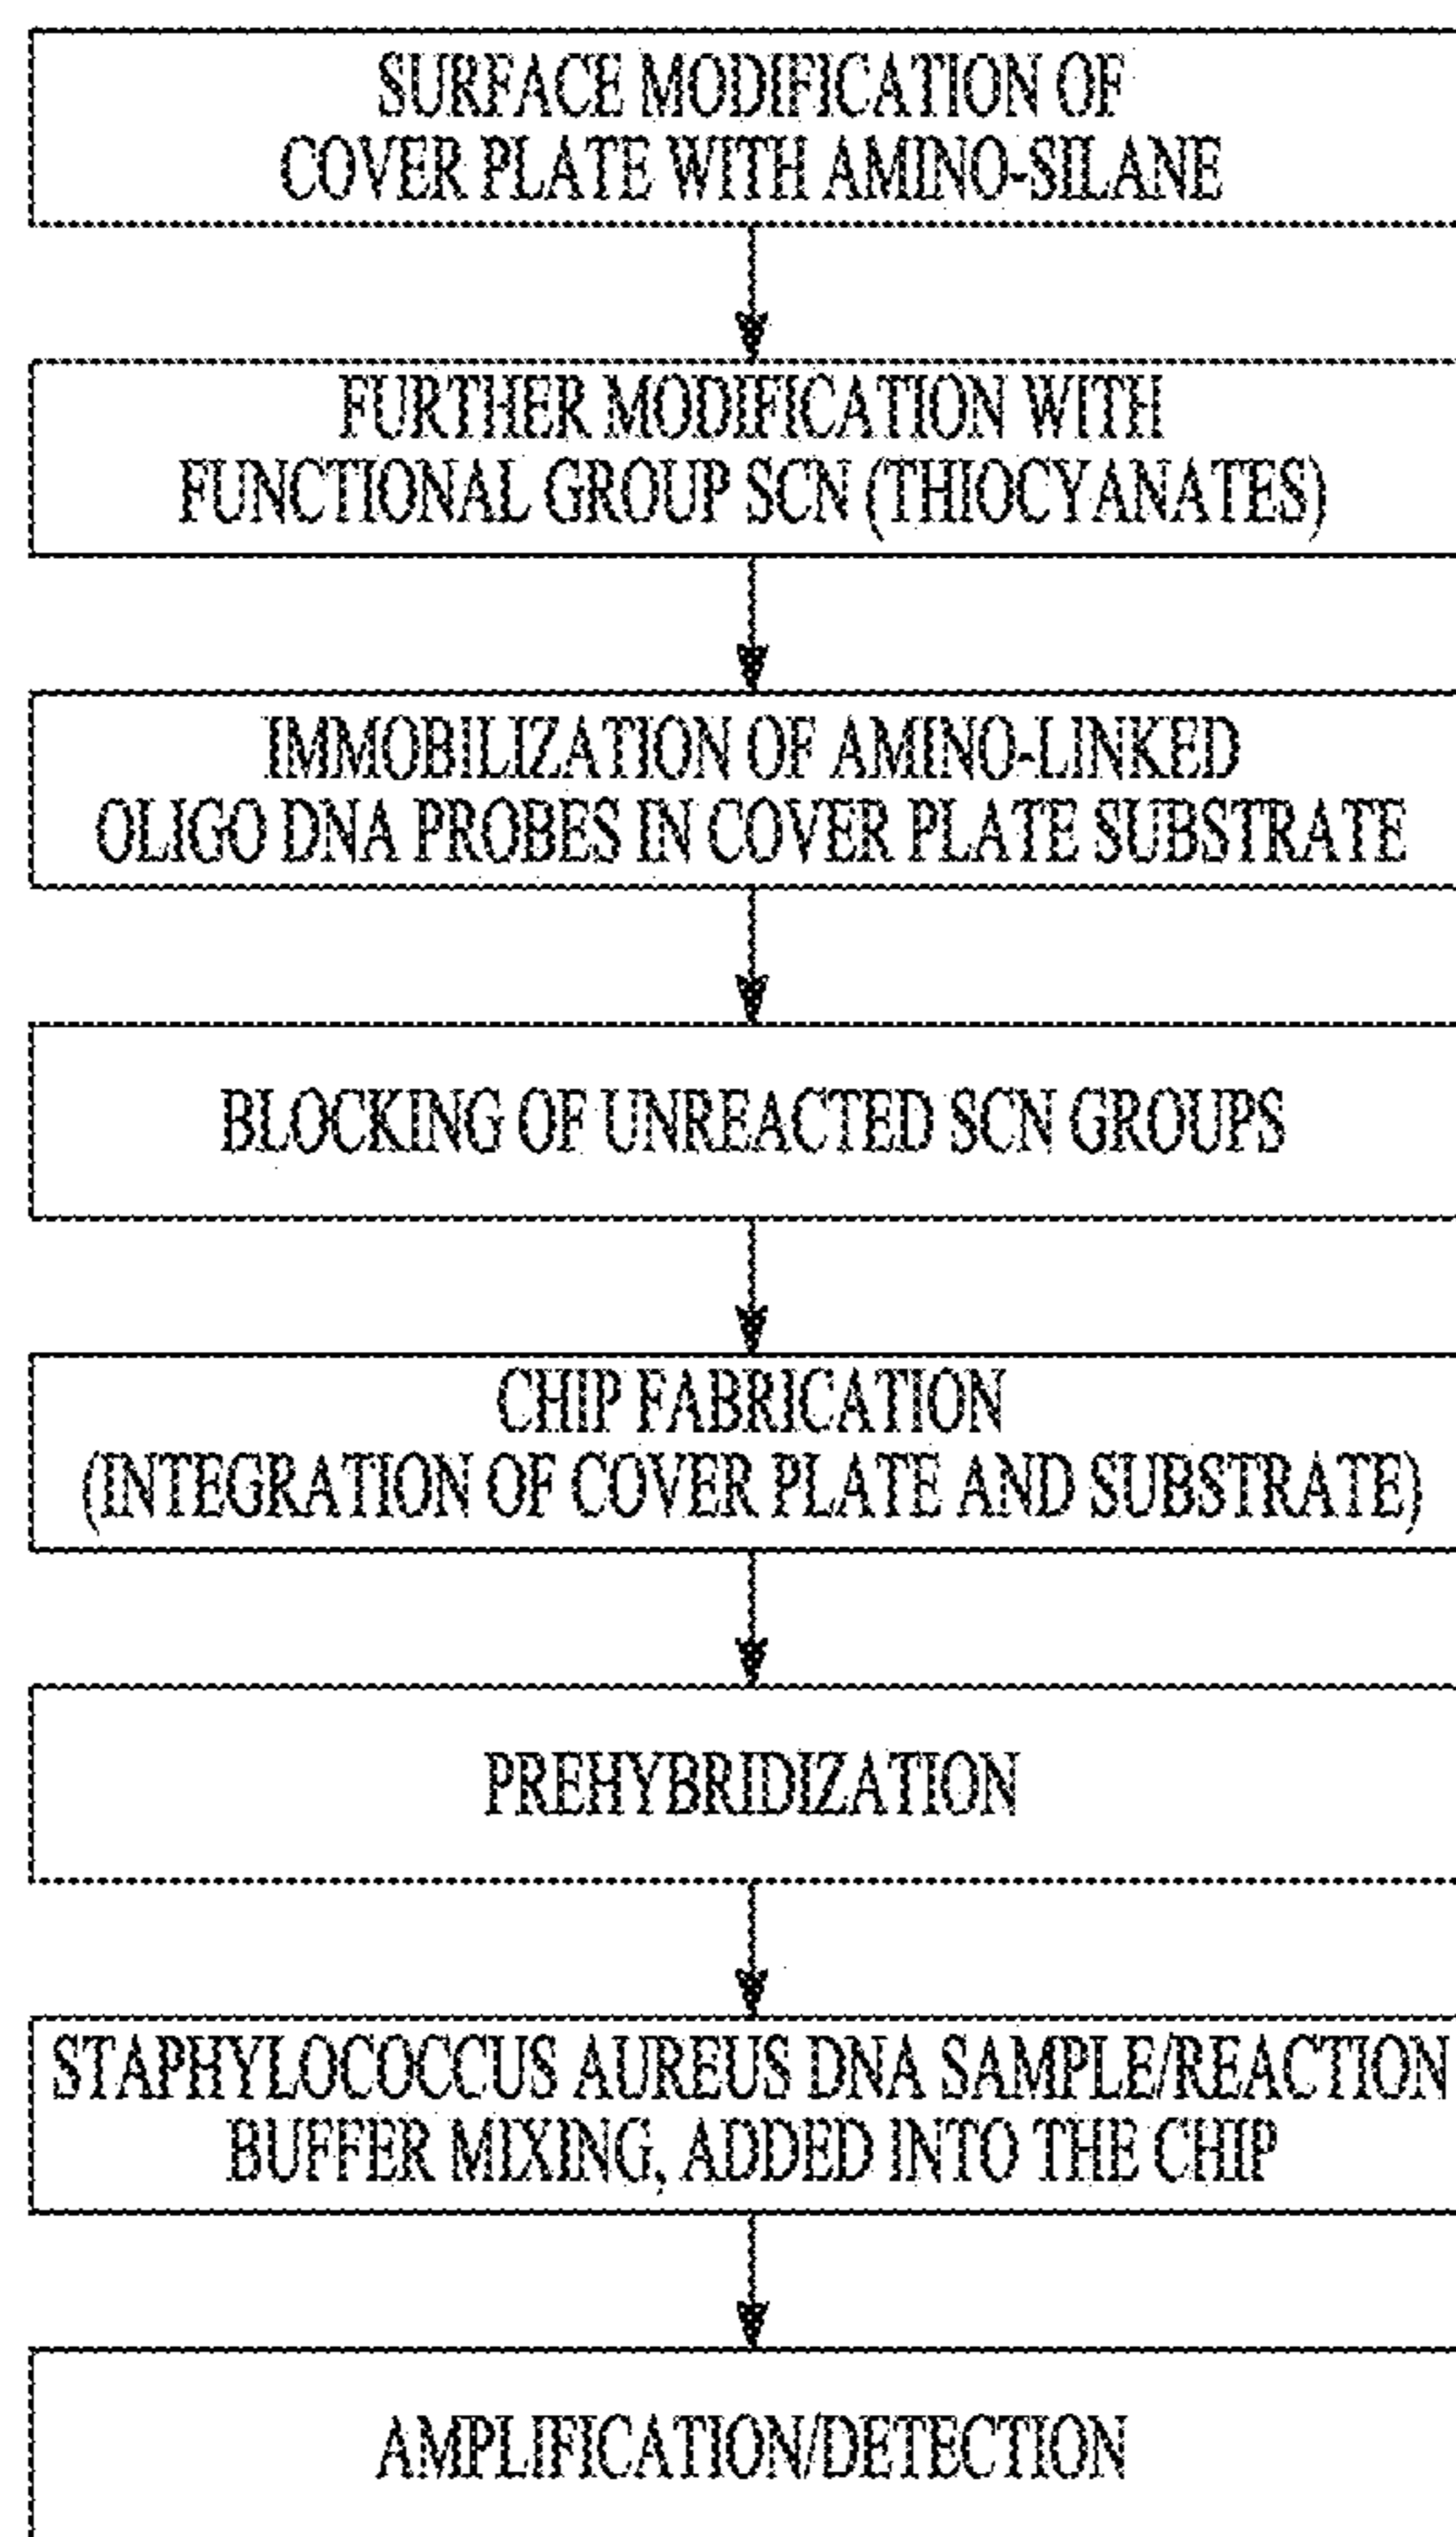 SURFACE MODIFICATION OF
COVER PLATE WITH AMINO-SILANE
FURTHER MODIFICATION WITH
FUNCTIONAL GROUP SCN (THIOCYANATES)
IMMOBILIZATION OF AMINO-LINKED
OLIGO DNA PROBES IN COVER PLATE SUBSTRATE
BLOCKING OF UNREACTED SCN GROUPS
CHIP FABRICATION
(INTEGRATION OF COVER PLATE AND SUBSTRATE)
PREHYBRIDIZATION
STAPHYLOCOCCUS AUREUS DNA SAMPLE/REACTION
BUFFER MIXING, ADDED INTO THE CHIP
AMPLIFICATION/DETECTION